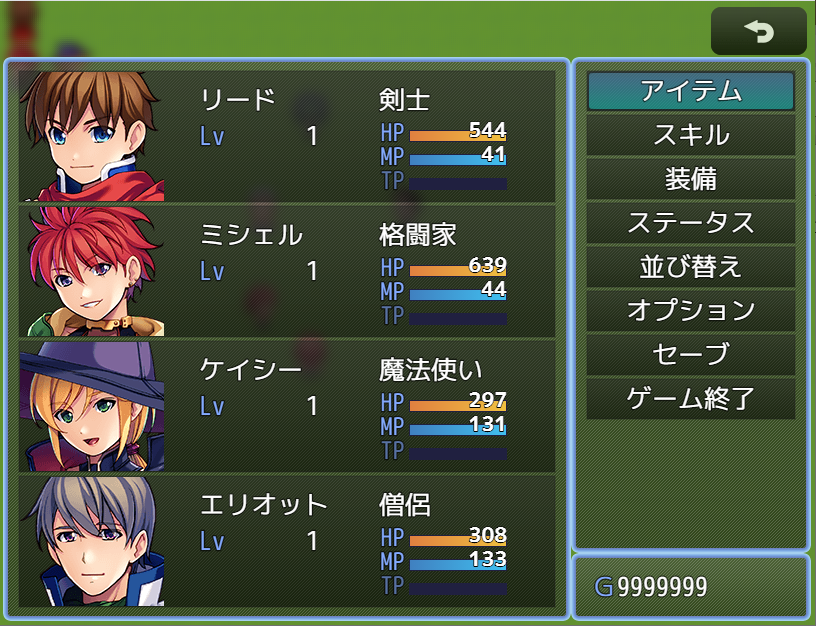 リード 剣士
Lv 1 HP 544
MP 41
TP
ミシェル 格闘家
Lv 1 HP 639
MP 44
TP
ケイシー 魔法使い
Lv 1 HP 297
MP 131
TP
エリオット 僧侶
Lv 1 HP 308
MP 133
TP
アイテム
スキル
装備
ステータス
並び替え
オプション
セーブ
ゲーム終了
G 9999999